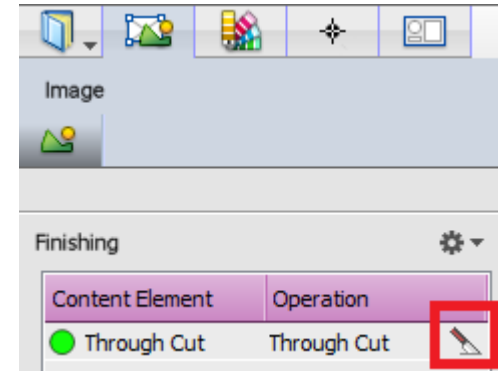 Image
Finishing
Content Element Operation
Through Cut Through Cut